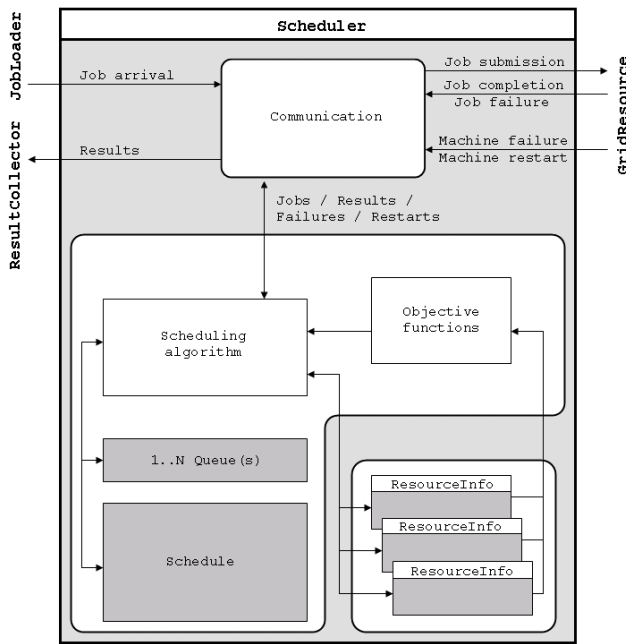 Scheduler
JobLoader
Job arrival
Communication
Job submission
Job completion
Job failure
GridResource
ResultCollector
Results
Machine failure
Machine restart
Jobs / Results /
Failures / Restarts
Scheduling
algorithm
Objective
functions
1..N Queue(s)
Schedule
ResourceInfo
ResourceInfo
ResourceInfo